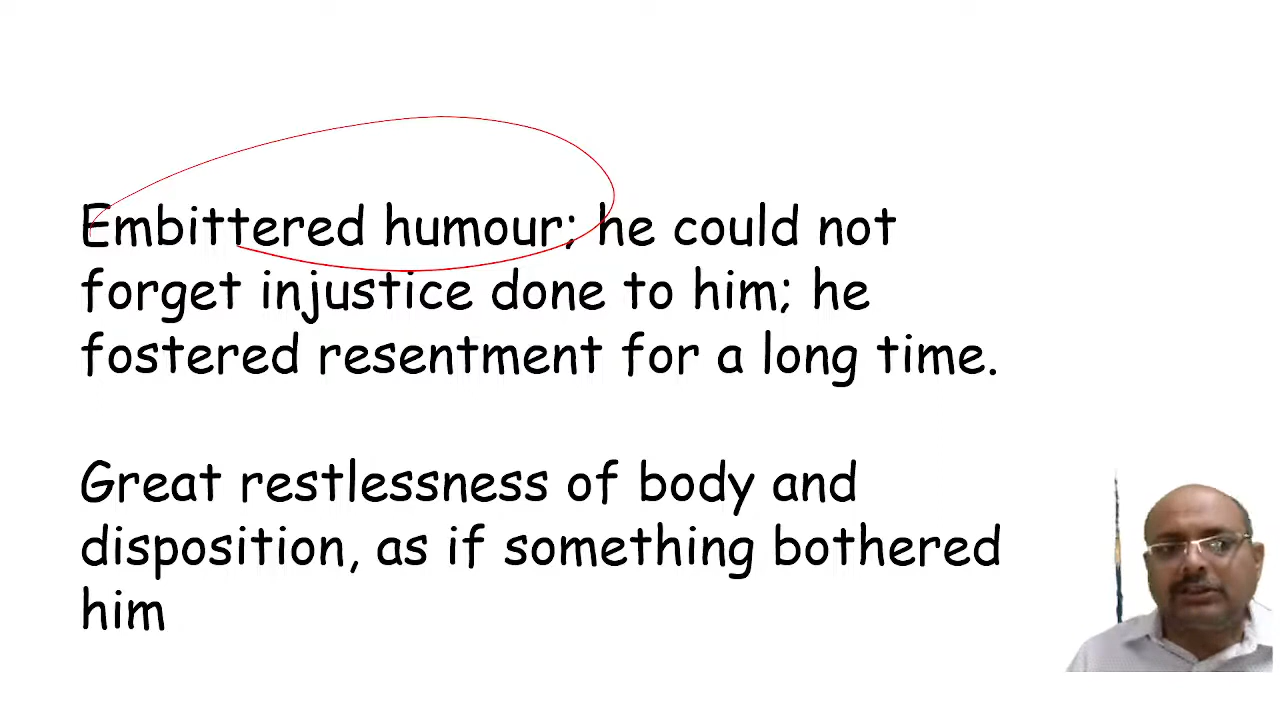 Embittered humour; he could not
forget injustice done to him; he
fostered resentment for a long time.
Great restlessness of body and
disposition, as if something bothered
him